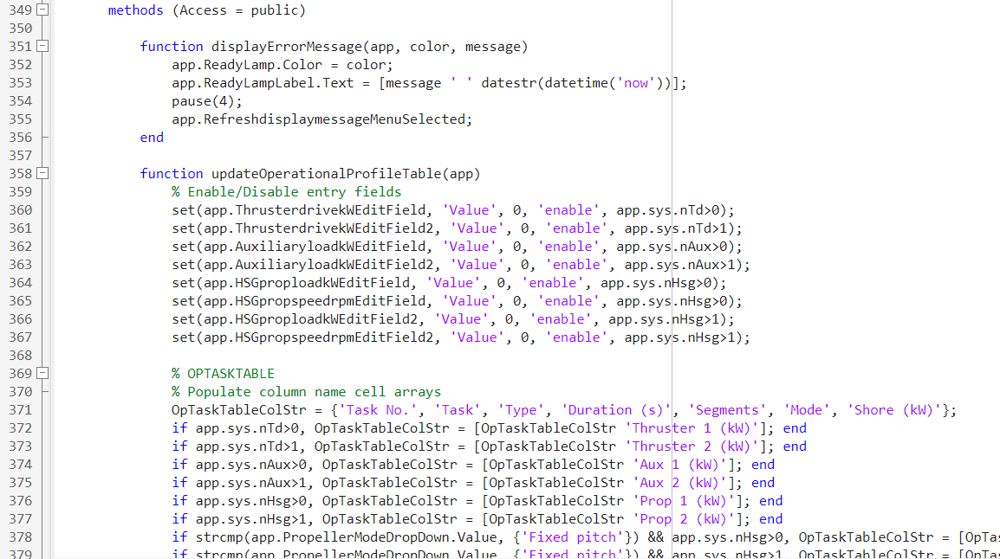 349 methods (Access = public)
350
351 function displayErrorMessage(app, color, message)
352 app.ReadyLamp.Color = color;
353 app.ReadyLampLabel.Text = [message ' ' datestr(datetime('now'))];
354 pause(4);
355 app.RefreshdisplaymessageMenuSelected;
356 end
357
358 function updateOperationalProfileTable(app)
359 % Enable/Disable entry fields
360 set(app.ThrusterdrivekWEditField, 'Value', 0, 'enable', app.sys.nTd>0);
361 set(app.ThrusterdrivekWEditField2, 'Value', 0, 'enable', app.sys.nTd>1);
362 set(app.AuxiliaryloadkWEditField, 'Value', 0, 'enable', app.sys.nAux>0);
363 set(app.AuxiliaryloadkWEditField2, 'Value', 0, 'enable', app.sys.nAux>1);
364 set(app.HSGproploadkWEditField, 'Value', 0, 'enable', app.sys.nHsg>0);
365 set(app.HSGpropspeedrpmEditField, 'Value', 0, 'enable', app.sys.nHsg>0);
366 set(app.HSGproploadkWEditField2, 'Value', 0, 'enable', app.sys.nHsg>1);
367 set(app.HSGpropspeedrpmEditField2, 'Value', 0, 'enable', app.sys.nHsg>1);
368
369 % OPTASKTABLE
370 % Populate column name cell arrays
371 OpTaskTableColStr = {'Task No.', 'Task', 'Type', 'Duration (s)', 'Segments', 'Mode', 'Shore (kW)'};
372 if app.sys.nTd>0, OpTaskTableColStr = [OpTaskTableColStr 'Thruster 1 (kW)']; end
373 if app.sys.nTd>1, OpTaskTableColStr = [OpTaskTableColStr 'Thruster 2 (kW)']; end
374 if app.sys.nAux>0, OpTaskTableColStr = [OpTaskTableColStr 'Aux 1 (kW)']; end
375 if app.sys.nAux>1, OpTaskTableColStr = [OpTaskTableColStr 'Aux 2 (kW)']; end
376 if app.sys.nHsg>0, OpTaskTableColStr = [OpTaskTableColStr 'Prop 1 (kW)']; end
377 if app.sys.nHsg>1, OpTaskTableColStr = [OpTaskTableColStr 'Prop 2 (kW)']; end
378 if strcmp(app.PropellerModeDropDown.Value, {'Fixed pitch'}) && app.sys.nHsg>0, OpTaskTableColStr = [OpTas
379 if strcmp(app.PropellerModeDropDown.Value, {'Fixed pitch'}) && app.sys.nHsg>1, OpTaskTableColStr = [OpTas